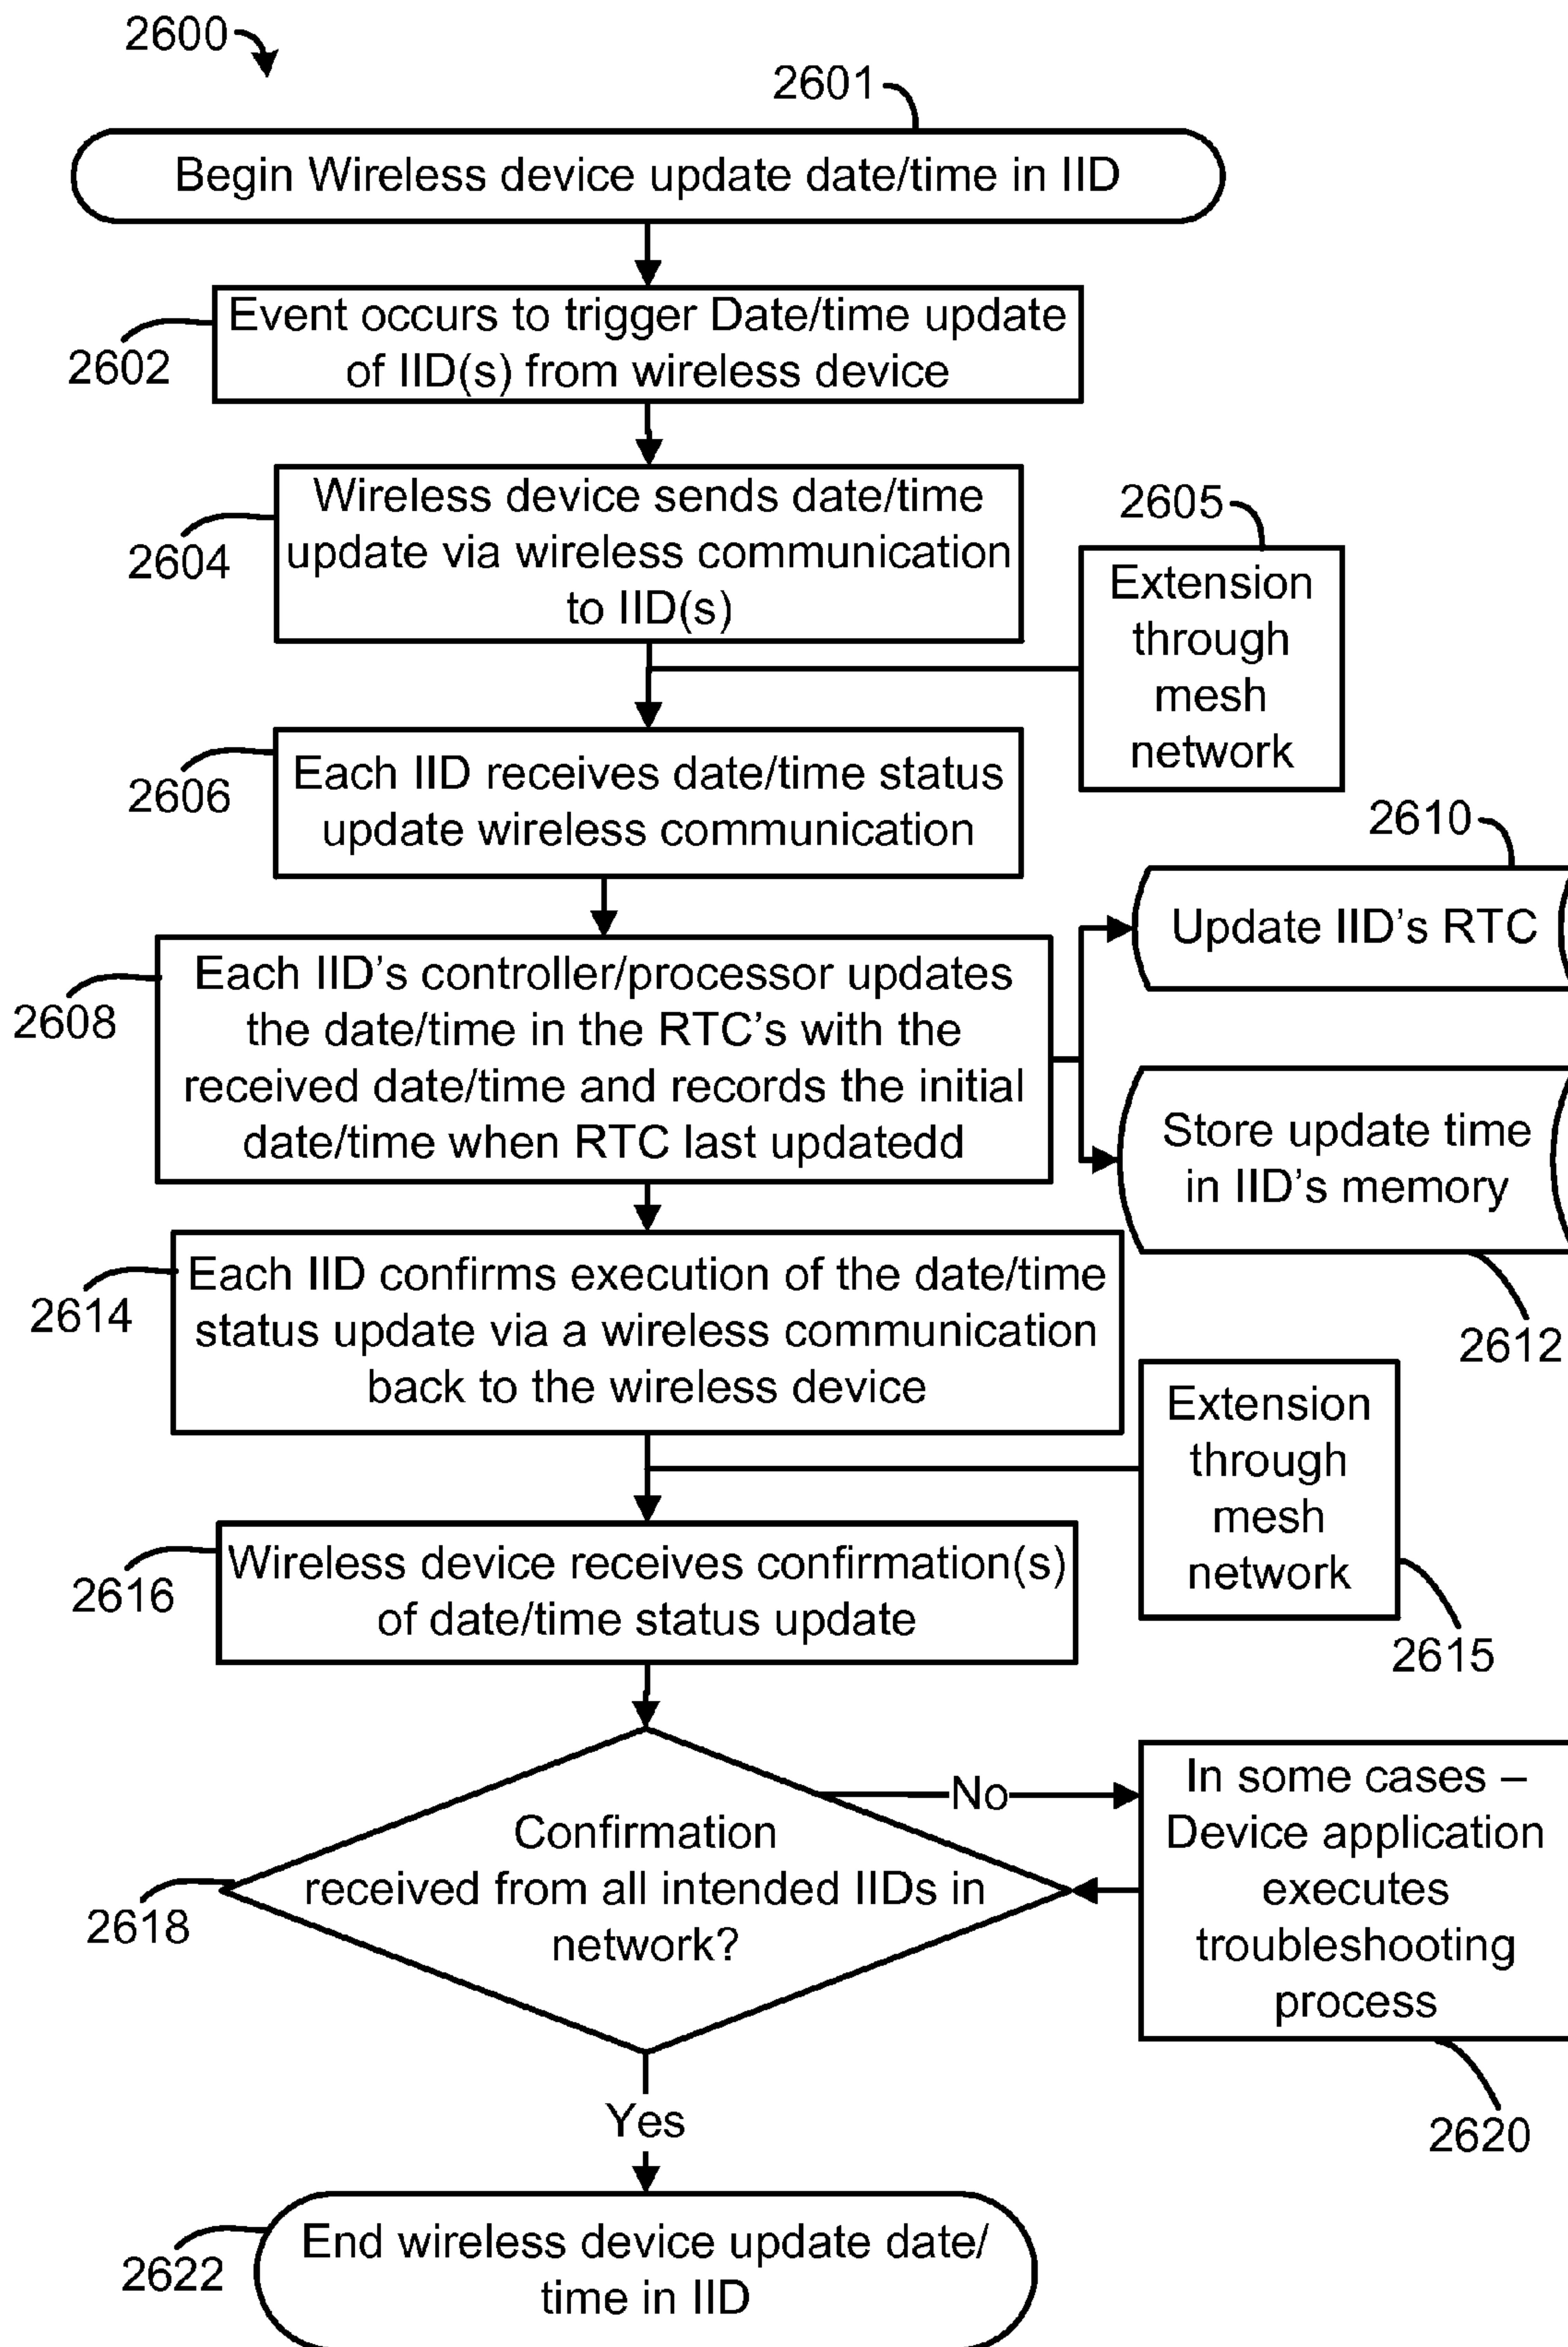 2600
2601
Begin Wireless device update date/time in IID
Event occurs to trigger Date/time update
of IID(s) from wireless device
2602
Wireless device sends date/time
update via wireless communication
to IID(s)
2604
2605
Extension
through
mesh
network
Each IID receives date/time status
update wireless communication
2606
2610
Update IID's RTC
Each IID's controller/processor updates
the date/time in the RTC's with the
received date/time and records the initial
date/time when RTC last updatedd
2608
Store update time
in IID's memory
2612
Each IID confirms execution of the date/time
status update via a wireless communication
back to the wireless device
2614
Extension
through
mesh
network
2615
Wireless device receives confirmation(s)
of date/time status update
2616
Confirmation
received from all intended IIDs in
network?
2618
No
In some cases –
Device application
executes
troubleshooting
process
2620
Yes
End wireless device update date/
time in IID
2622